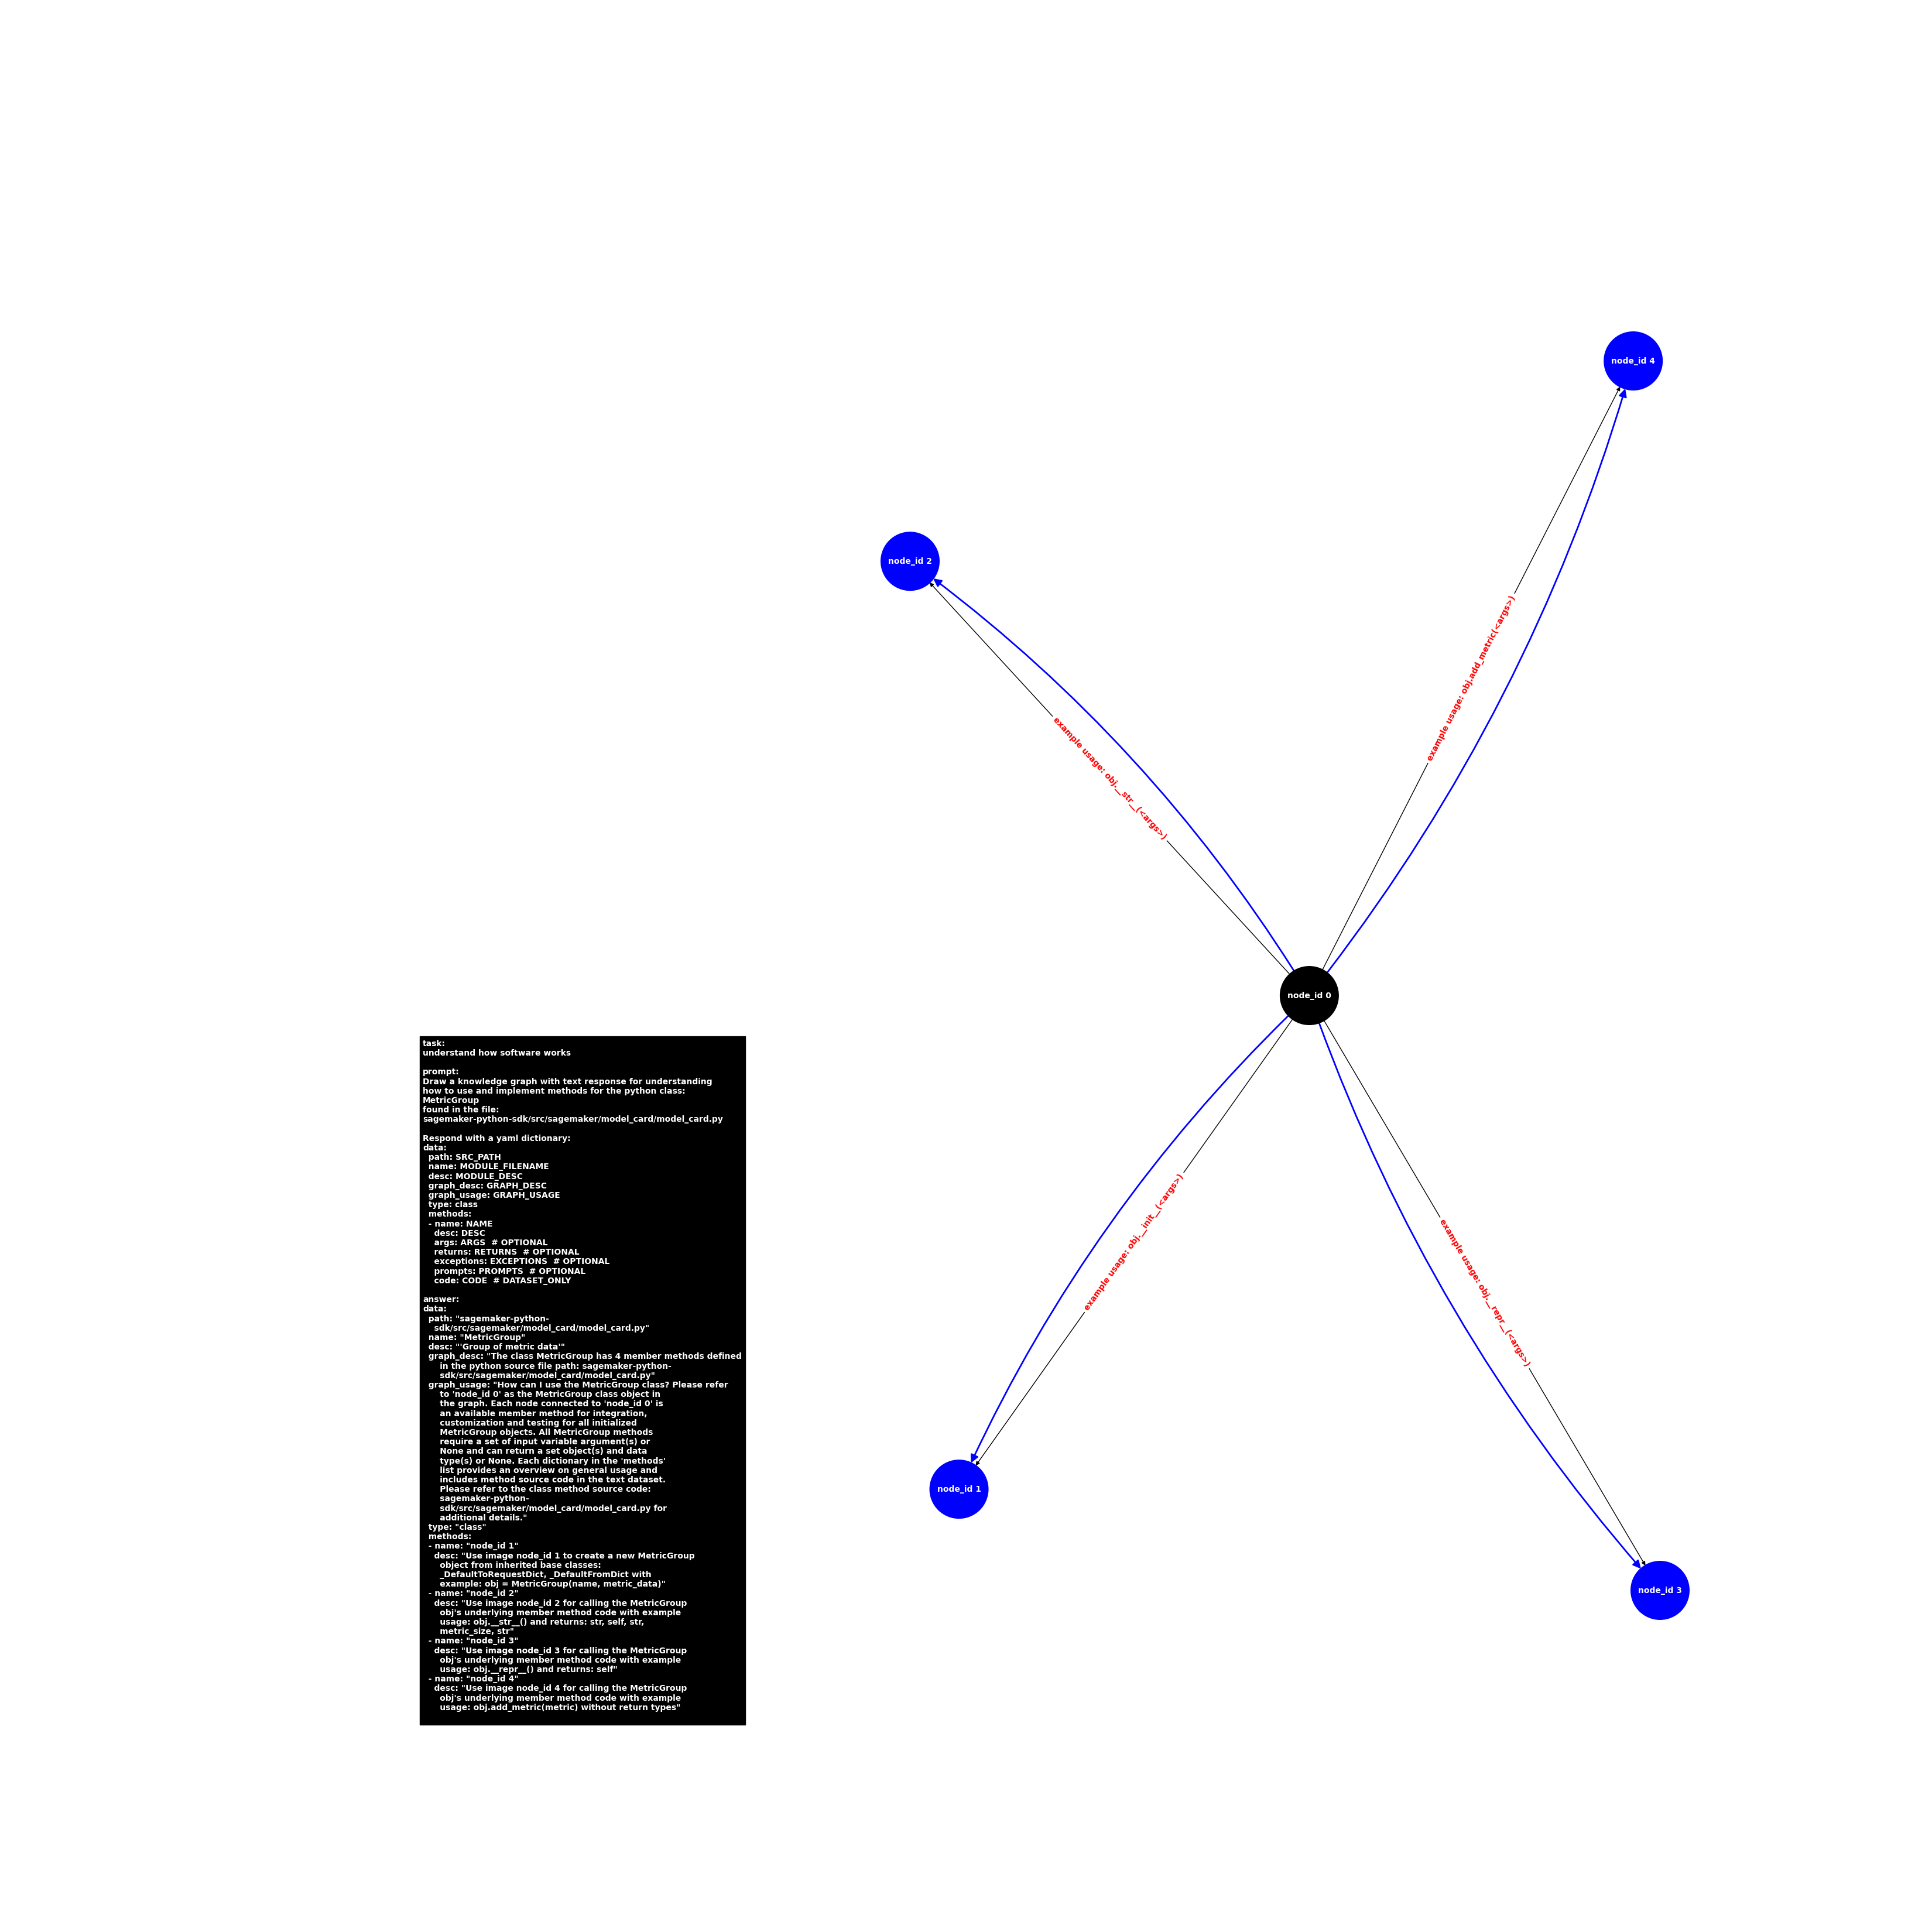 node_id 4
node_id 2
example usage: obj.add_metric(<args>)
example usage: obj.__str__(<args>)
node_id 0
example usage: obj.__init__(<args>)
example usage: obj.__repr__(<args>)
node_id 1
node_id 3
task:
understand how software works

prompt:
Draw a knowledge graph with text response for understanding
how to use and implement methods for the python class:
MetricGroup
found in the file:
sagemaker-python-sdk/src/sagemaker/model_card/model_card.py

Respond with a yaml dictionary:
data:
  path: SRC_PATH
  name: MODULE_FILENAME
  desc: MODULE_DESC
  graph_desc: GRAPH_DESC
  graph_usage: GRAPH_USAGE
  type: class
  methods:
  - name: NAME
    desc: DESC
    args: ARGS  # OPTIONAL
    returns: RETURNS  # OPTIONAL
    exceptions: EXCEPTIONS  # OPTIONAL
    prompts: PROMPTS  # OPTIONAL
    code: CODE  # DATASET_ONLY

answer:
data:
  path: "sagemaker-python-
    sdk/src/sagemaker/model_card/model_card.py"
  name: "MetricGroup"
  desc: "'Group of metric data'"
  graph_desc: "The class MetricGroup has 4 member methods defined
      in the python source file path: sagemaker-python-
      sdk/src/sagemaker/model_card/model_card.py"
  graph_usage: "How can I use the MetricGroup class? Please refer
      to 'node_id 0' as the MetricGroup class object in
      the graph. Each node connected to 'node_id 0' is
      an available member method for integration,
      customization and testing for all initialized
      MetricGroup objects. All MetricGroup methods
      require a set of input variable argument(s) or
      None and can return a set object(s) and data
      type(s) or None. Each dictionary in the 'methods'
      list provides an overview on general usage and
      includes method source code in the text dataset.
      Please refer to the class method source code:
      sagemaker-python-
      sdk/src/sagemaker/model_card/model_card.py for
      additional details."
  type: "class"
  methods:
  - name: "node_id 1"
    desc: "Use image node_id 1 to create a new MetricGroup
      object from inherited base classes:
      _DefaultToRequestDict, _DefaultFromDict with
      example: obj = MetricGroup(name, metric_data)"
  - name: "node_id 2"
    desc: "Use image node_id 2 for calling the MetricGroup
      obj's underlying member method code with example
      usage: obj.__str__() and returns: str, self, str,
      metric_size, str"
  - name: "node_id 3"
    desc: "Use image node_id 3 for calling the MetricGroup
      obj's underlying member method code with example
      usage: obj.__repr__() and returns: self"
  - name: "node_id 4"
    desc: "Use image node_id 4 for calling the MetricGroup
      obj's underlying member method code with example
      usage: obj.add_metric(metric) without return types"